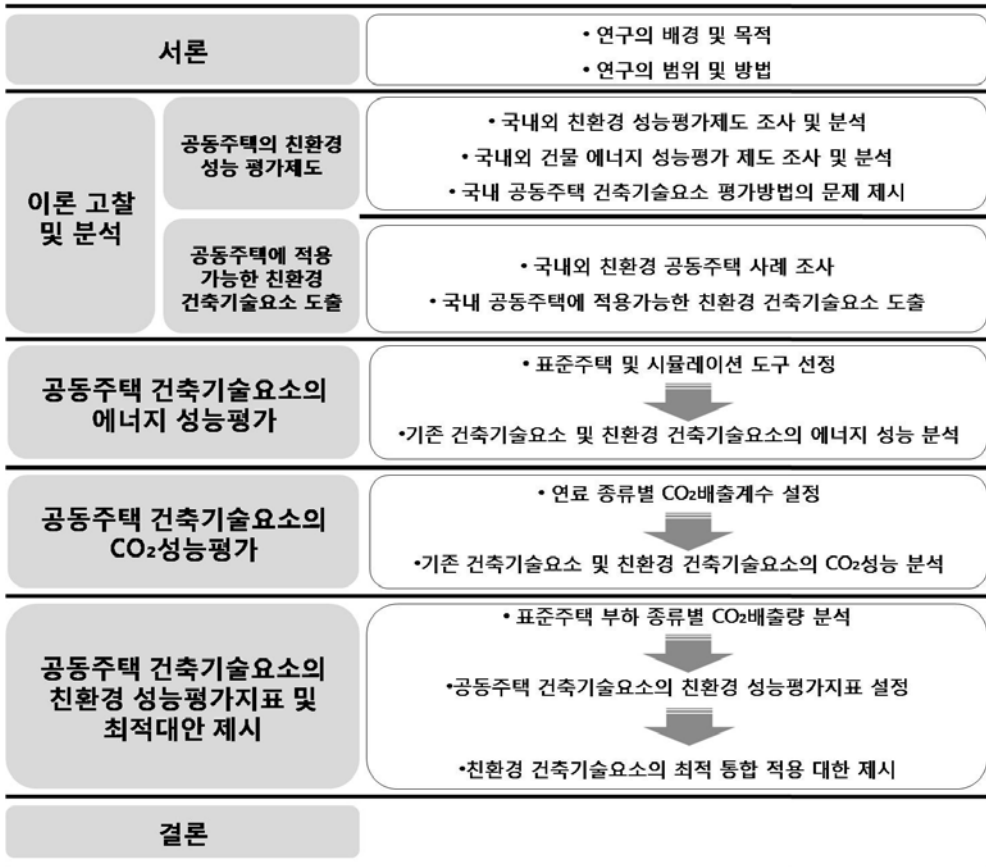 서론
• 연구의 배경 및 목적
• 연구의 범위 및 방법
이론 고찰
및 분석
공동주택의 친환경
성능 평가제도
• 국내외 친환경 성능평가제도 조사 및 분석
• 국내외 건물 에너지 성능평가 제도 조사 및 분석
• 국내 공동주택 건축기술요소 평가방법의 문제 제시
공동주택에 적용
가능한 친환경
건축기술요소 도출
• 국내외 친환경 공동주택 사례 조사
• 국내 공동주택에 적용가능한 친환경 건축기술요소 도출
공동주택 건축기술요소의
에너지 성능평가
• 표준주택 및 시뮬레이션 도구 선정
•기존 건축기술요소 및 친환경 건축기술요소의 에너지 성능 분석
공동주택 건축기술요소의
CO₂성능평가
• 연료 종류별 CO₂배출계수 설정
•기존 건축기술요소 및 친환경 건축기술요소의 CO₂성능 분석
공동주택 건축기술요소의
친환경 성능평가지표 및
최적대안 제시
• 표준주택 부하 종류별 CO₂배출량 분석
•공동주택 건축기술요소의 친환경 성능평가지표 설정
•친환경 건축기술요소의 최적 통합 적용 대한 제시
결론